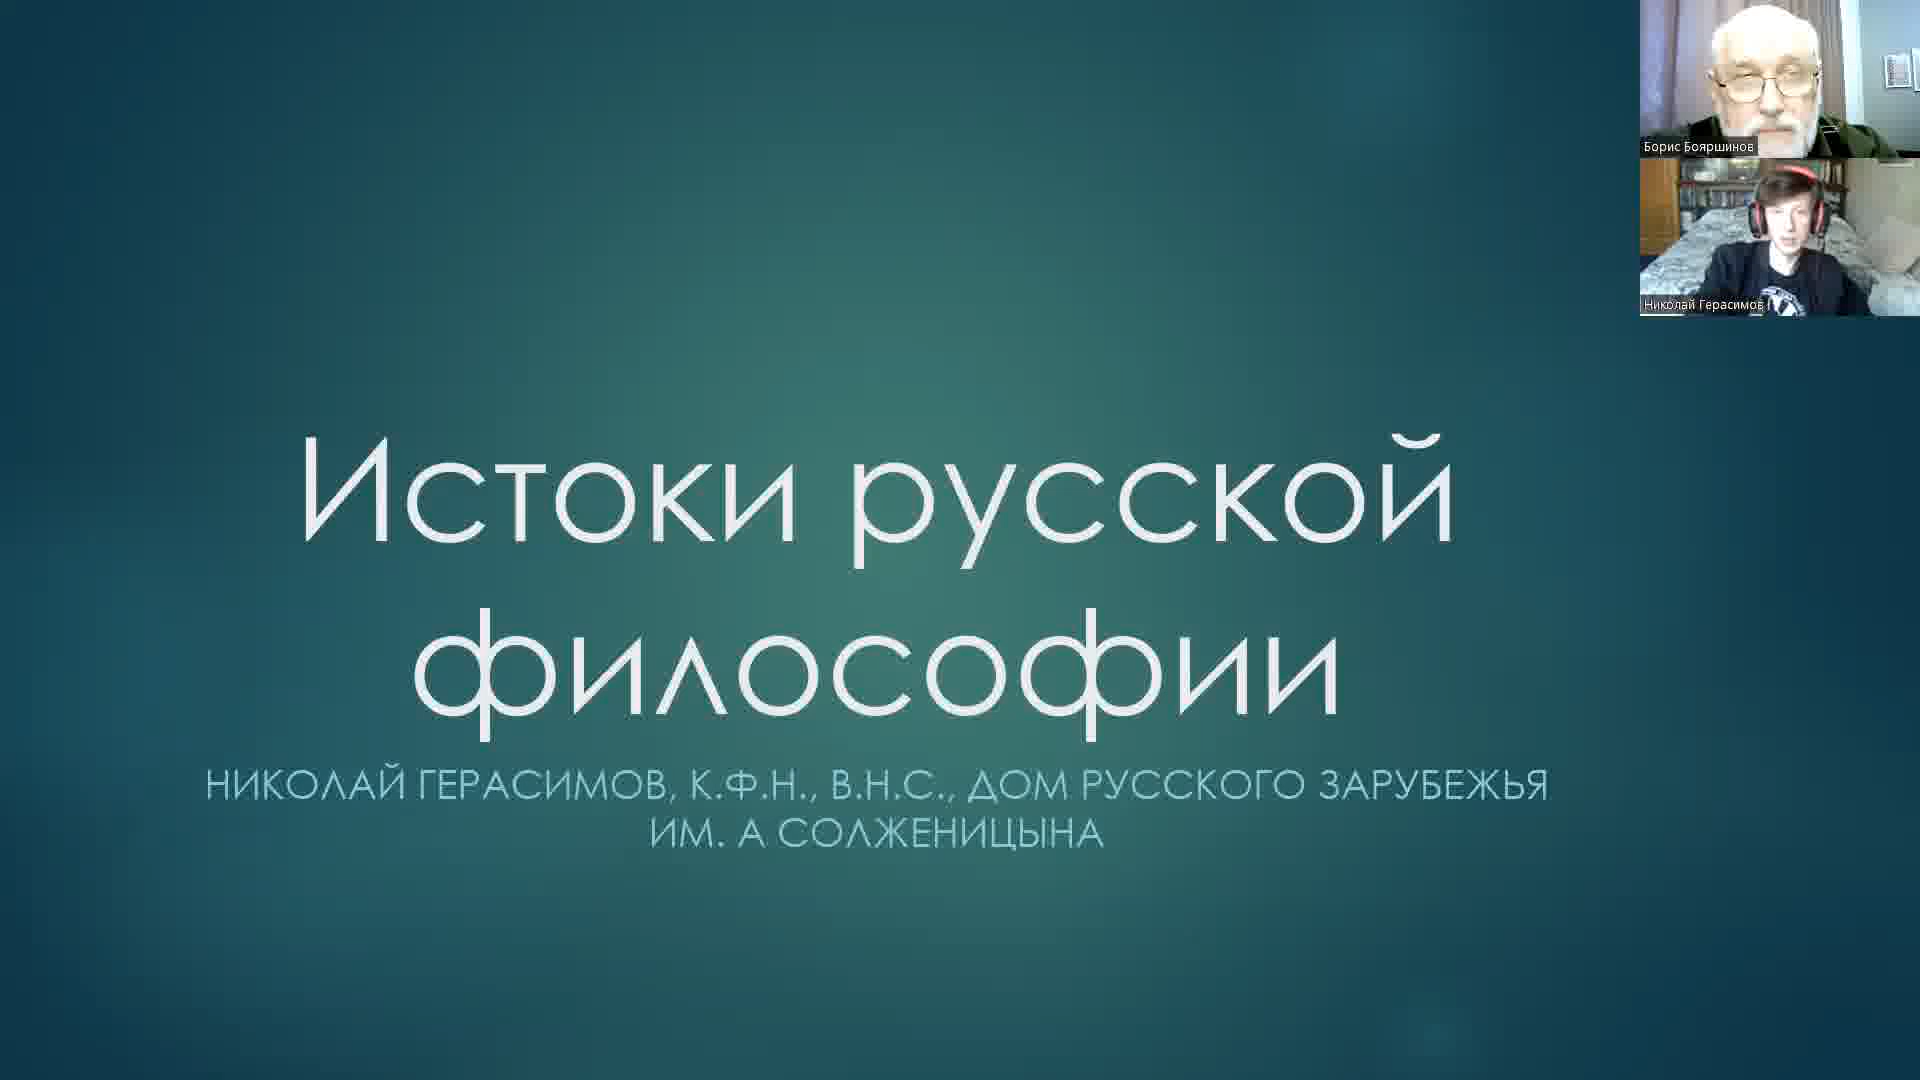 Истоки русской
философии
НИКОЛАЙ ГЕРАСИМОВ, К.Ф.Н., В.Н.С., ДОМ РУССКОГО ЗАРУБЕЖЬЯ
ИМ. А СОЛЖЕНИЦЫНА
Борис Бояршинов
Николай Герасимов